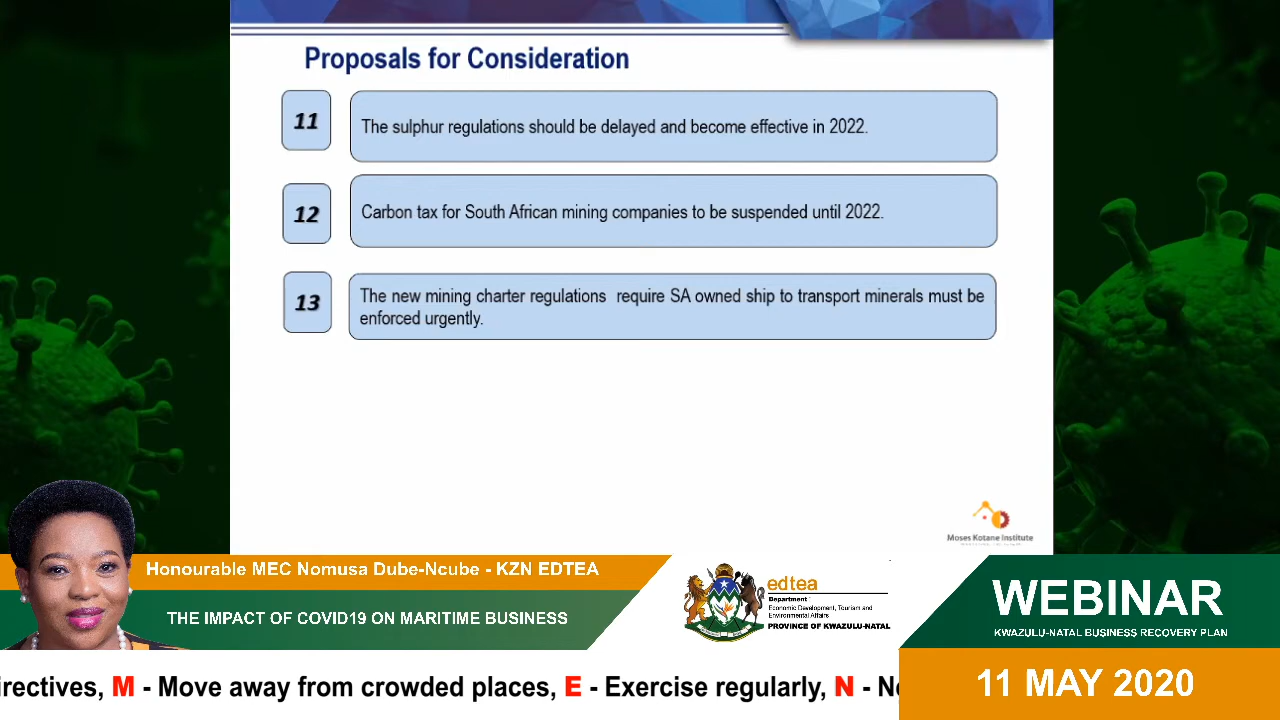 Proposals for Consideration
11
The sulphur regulations should be delayed and become effective in 2022.
12
Carbon tax for South African mining companies to be suspended until 2022.
13
The new mining charter regulations require SA owned ship to transport minerals must be
enforced urgently.
Moses Kotane Institute
Honourable MEC Nomusa Dube-Ncube - KZN EDTEA
THE IMPACT OF COVID19 ON MARITIME BUSINESS
edtea
Department
Economic Development, Tourism and
Environmental Affairs
PROVINCE OF KWAZULU-NATAL
WEBINAR
KWAZULU-NATAL BUSINESS RECOVERY PLAN
irectives, M - Move away from crowded places, E - Exercise regularly, N - N
11 MAY 2020